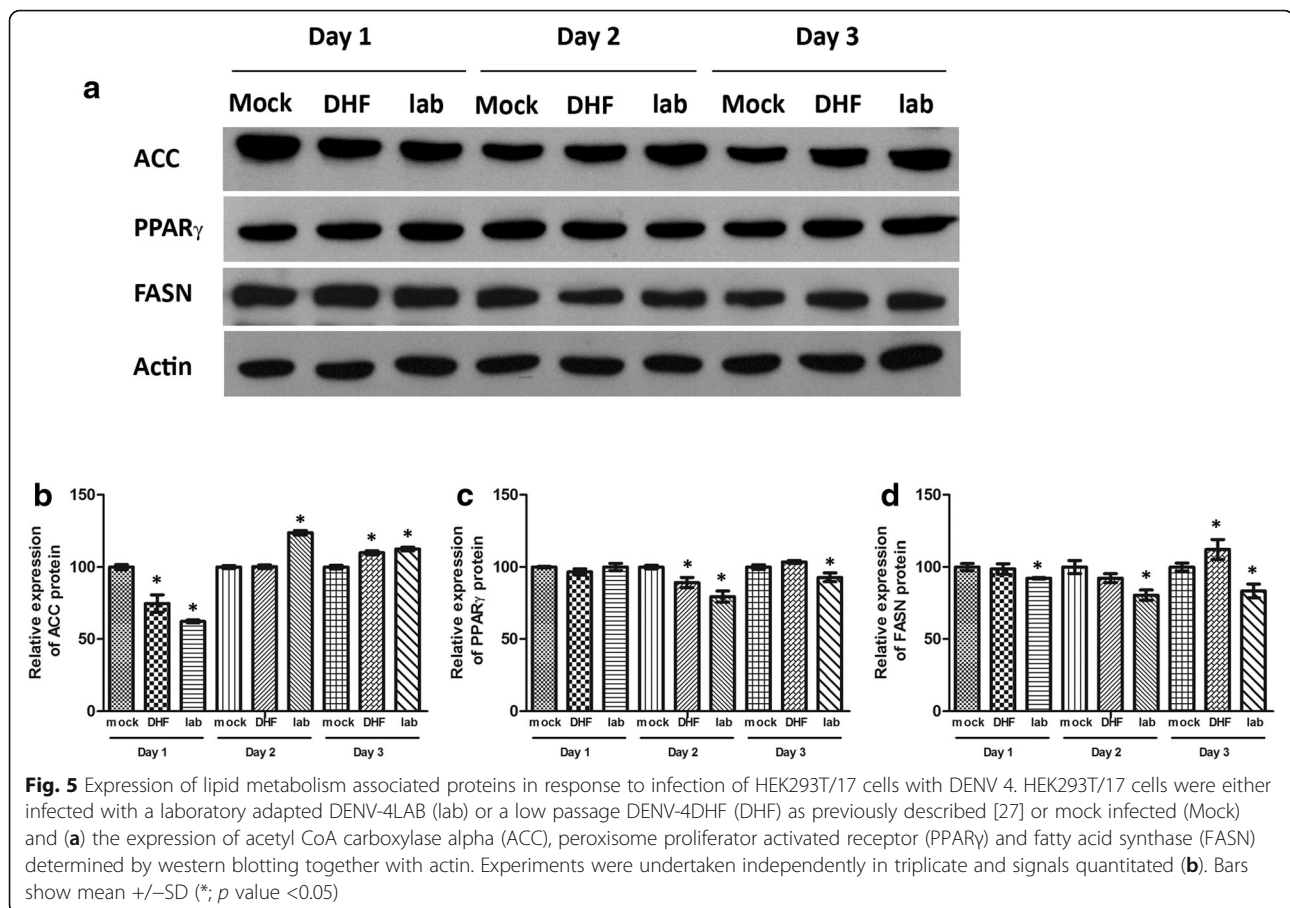 Day 1 Day 2 Day 3
a
Mock DHF lab Mock DHF lab Mock DHF lab
ACC
PPARγ
FASN
Actin
b
Relative expression
of ACC protein
150
100
50
0
* * * * *
mock DHF lab mock DHF lab mock DHF lab
Day 1 Day 2 Day 3
c
Relative expression
of PPARγ protein
150
100
50
0
* * *
mock DHF lab mock DHF lab mock DHF lab
Day 1 Day 2 Day 3
d
Relative expression
of FASN protein
150
100
50
0
* * * *
mock DHF lab mock DHF lab mock DHF lab
Day 1 Day 2 Day 3
Fig. 5 Expression of lipid metabolism associated proteins in response to infection of HEK293T/17 cells with DENV 4. HEK293T/17 cells were either
infected with a laboratory adapted DENV-4LAB (lab) or a low passage DENV-4DHF (DHF) as previously described [27] or mock infected (Mock)
and (a) the expression of acetyl CoA carboxylase alpha (ACC), peroxisome proliferator activated receptor (PPARγ) and fatty acid synthase (FASN)
determined by western blotting together with actin. Experiments were undertaken independently in triplicate and signals quantitated (b). Bars
show mean +/−SD (*; p value <0.05)